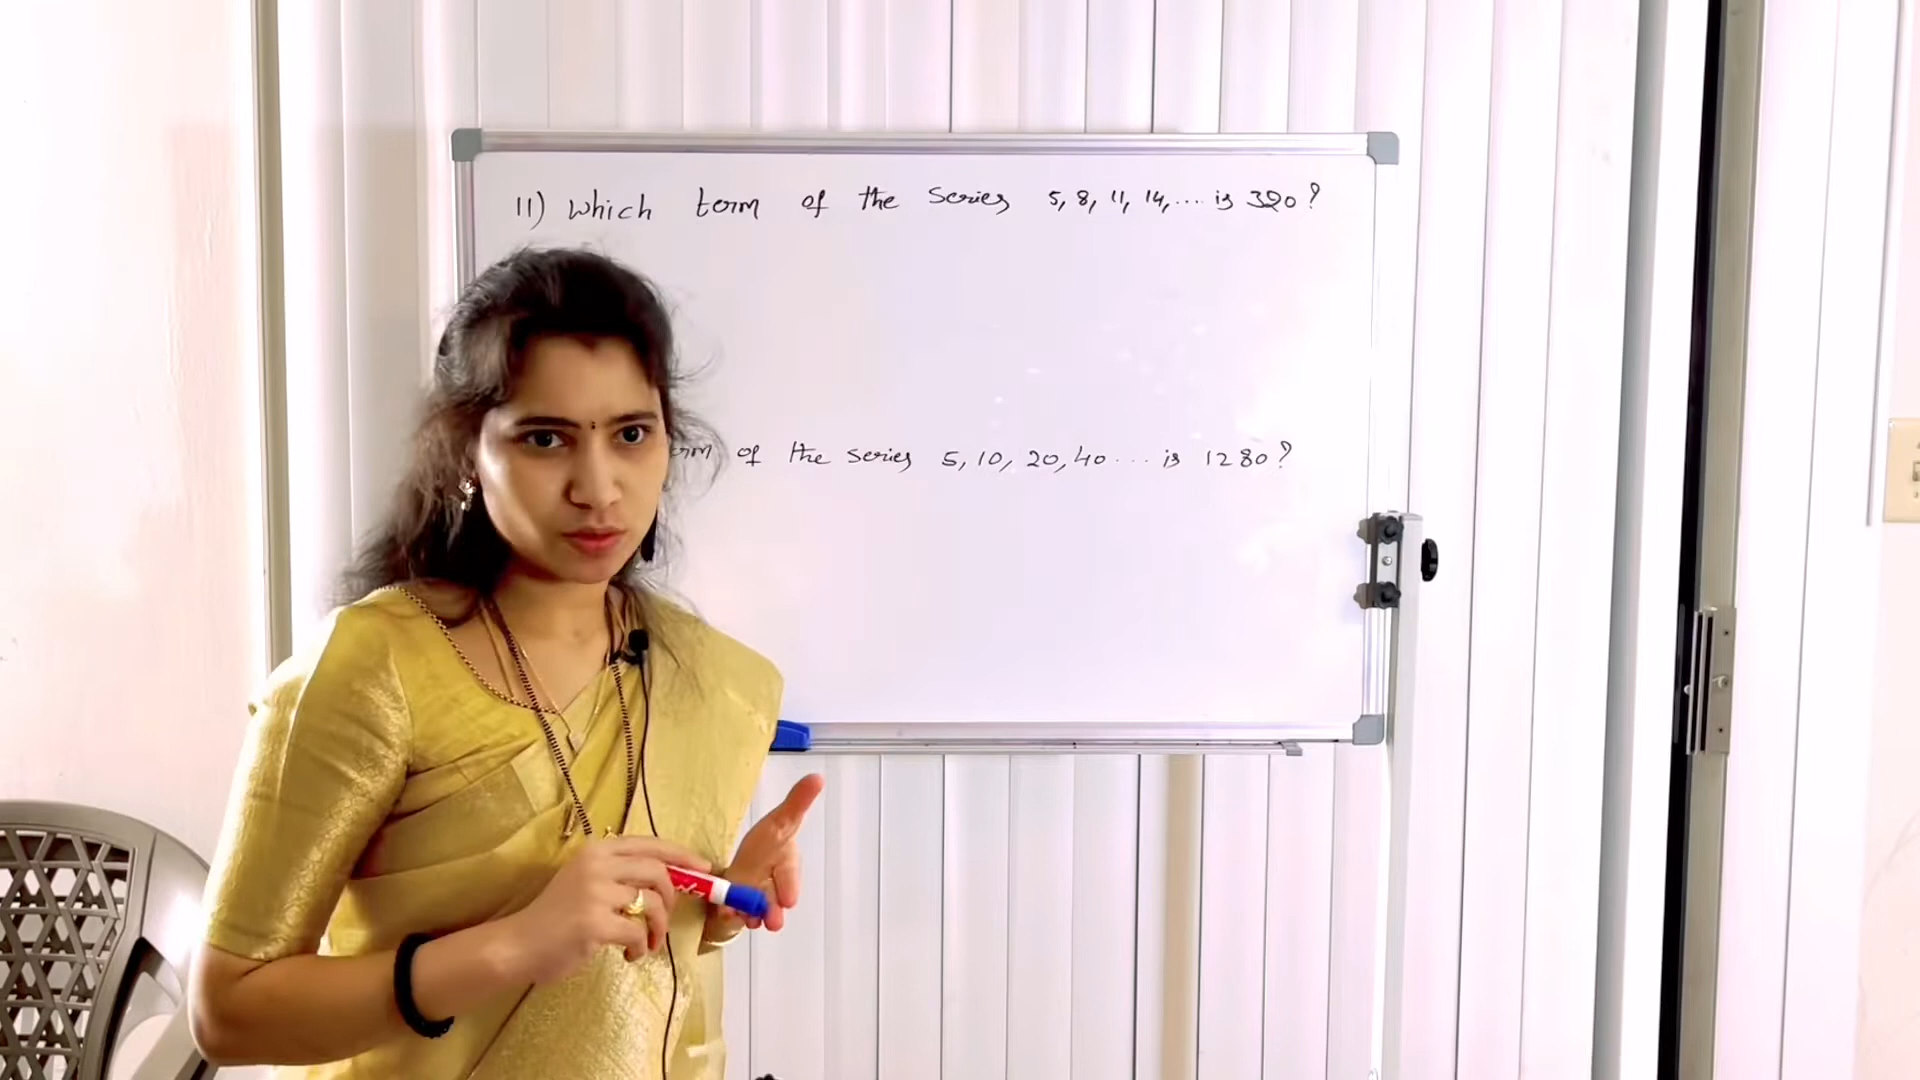 11) Which term of the series 5, 8, 11, 14, ... is 320?
of the series 5, 10, 20, 40 ... is 1280?